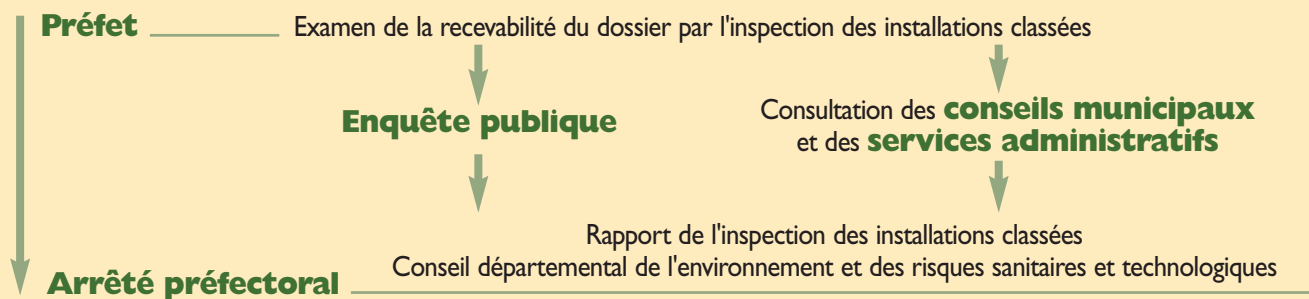 Préfet Examen de la recevabilité du dossier par l'inspection des installations classées
Enquête publique
Consultation des conseils municipaux
et des services administratifs
Rapport de l'inspection des installations classées
Conseil départemental de l'environnement et des risques sanitaires et technologiques
Arrêté préfectoral